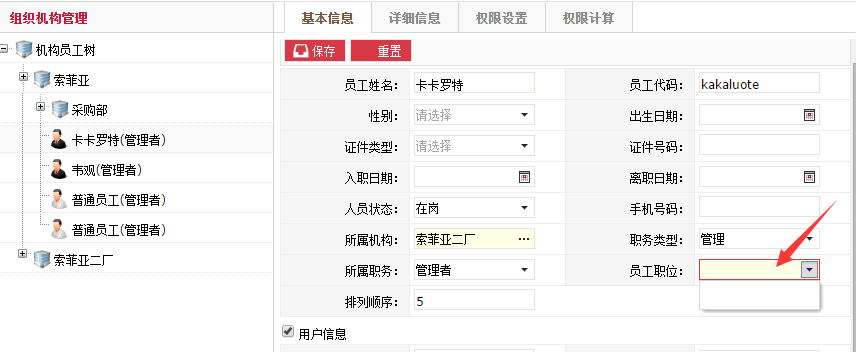 组织机构管理
机构员工树
索菲亚
采购部
卡卡罗特(管理者)
韦观(管理者)
普通员工(管理者)
普通员工(管理者)
索菲亚二厂
基本信息 详细信息 权限设置 权限计算
保存 重置
员工姓名： 卡卡罗特 员工代码： kakaluote
性别： 请选择 出生日期：
证件类型： 请选择 证件号码：
入职日期： 离职日期：
人员状态： 在岗 手机号码：
所属机构： 索菲亚二厂 ... 职务类型： 管理
所属职务： 管理者 员工职位：
排列顺序： 5
用户信息